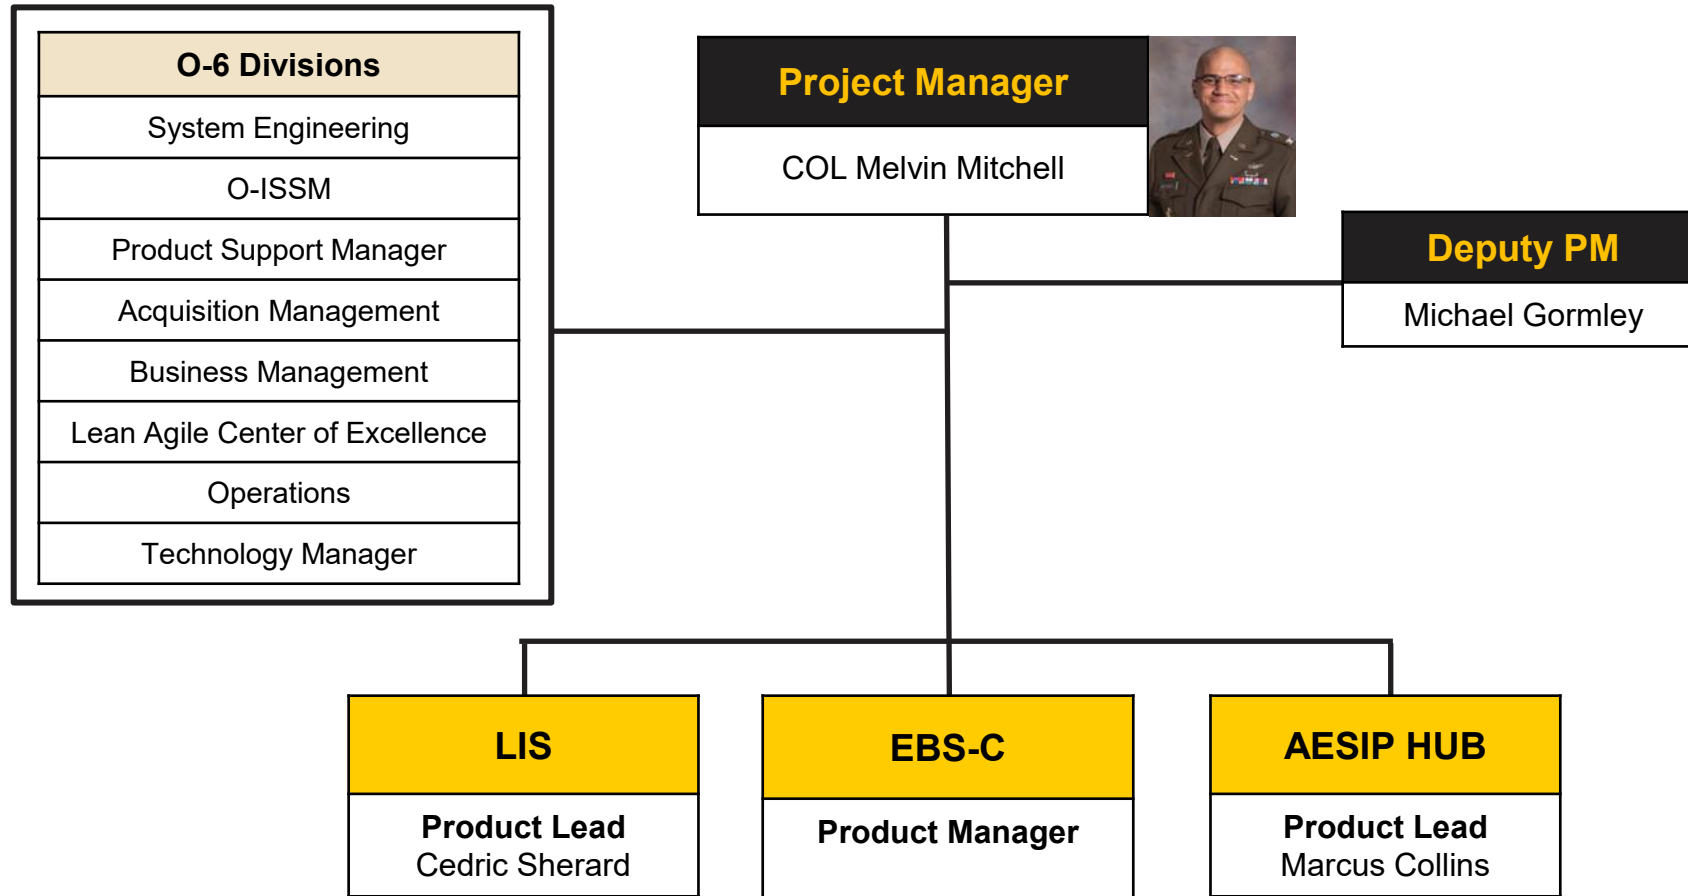 O-6 Divisions
System Engineering
O-ISSM
Product Support Manager
Acquisition Management
Business Management
Lean Agile Center of Excellence
Operations
Technology Manager
Project Manager
COL Melvin Mitchell
Deputy PM
Michael Gormley
LIS
Product Lead
Cedric Sherard
EBS-C
Product Manager
AESIP HUB
Product Lead
Marcus Collins